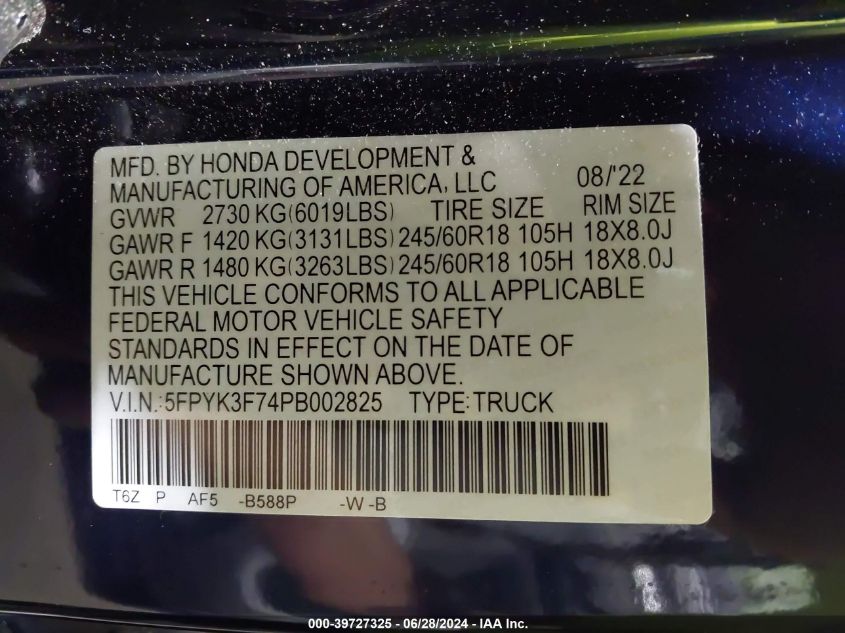 MFD. BY HONDA DEVELOPMENT &
MANUFACTURING OF AMERICA, LLC 08/'22
GVWR 2730 KG(6019LBS) TIRE SIZE RIM SIZE
GAWR F 1420 KG(3131LBS) 245/60R18 105H 18X8.0J
GAWR R 1480 KG(3263LBS) 245/60R18 105H 18X8.0J
THIS VEHICLE CONFORMS TO ALL APPLICABLE
FEDERAL MOTOR VEHICLE SAFETY
STANDARDS IN EFFECT ON THE DATE OF
MANUFACTURE SHOWN ABOVE.
V.I.N.:5FPYK3F74PB002825 TYPE:TRUCK
T6Z P AF5 -B588P -W -B
000-39727325 - 06/28/2024 - IAA Inc.